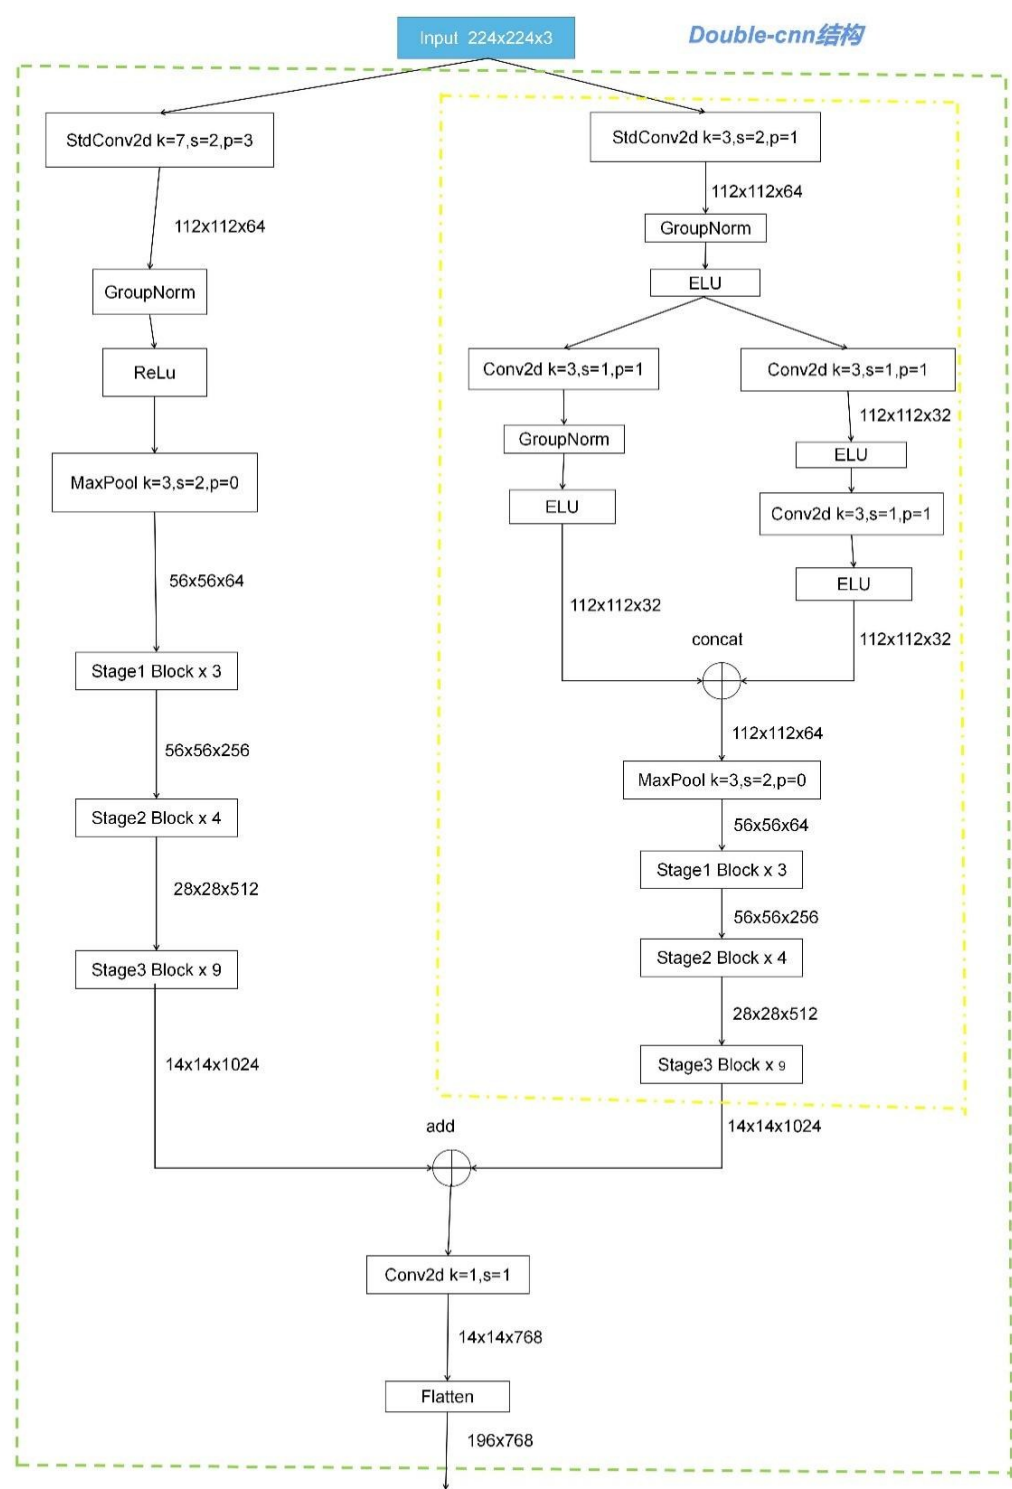 Input 224x224x3
Double-cnn结构
StdConv2d k=7,s=2,p=3
112x112x64
GroupNorm
ReLu
MaxPool k=3,s=2,p=0
56x56x64
Stage1 Block x 3
56x56x256
Stage2 Block x 4
28x28x512
Stage3 Block x 9
14x14x1024
StdConv2d k=3,s=2,p=1
112x112x64
GroupNorm
ELU
Conv2d k=3,s=1,p=1
GroupNorm
ELU
112x112x32
Conv2d k=3,s=1,p=1
112x112x32
ELU
Conv2d k=3,s=1,p=1
ELU
112x112x32
concat
112x112x64
MaxPool k=3,s=2,p=0
56x56x64
Stage1 Block x 3
56x56x256
Stage2 Block x 4
28x28x512
Stage3 Block x 9
14x14x1024
add
Conv2d k=1,s=1
14x14x768
Flatten
196x768